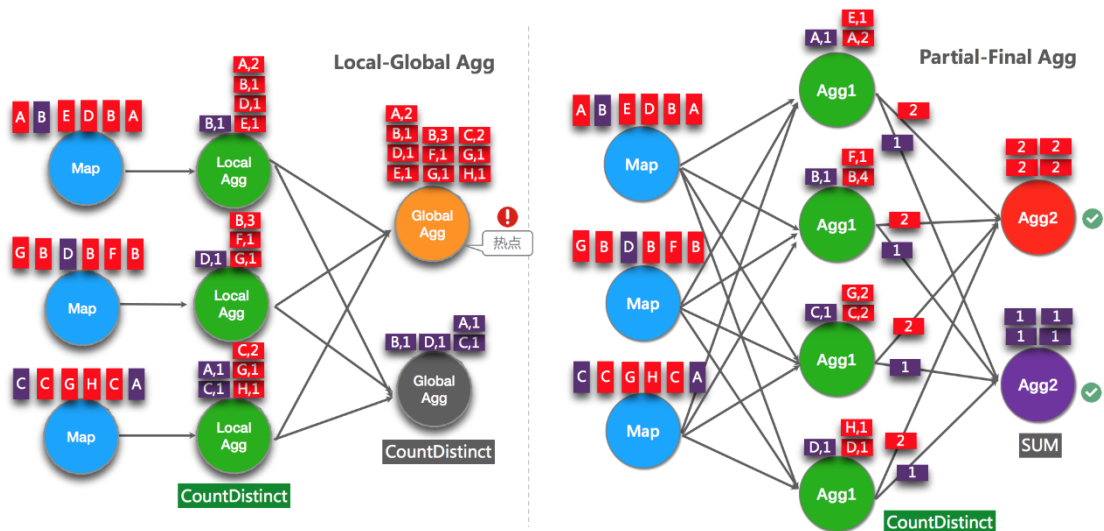 Local-Global Agg
A B E D B A
Map
A,2
B,1
D,1
B,1 E,1
Local
Agg
G B D B F B
Map
B,3
F,1
D,1 G,1
Local
Agg
C C G H C A
Map
C,2
A,1 G,1
C,1 H,1
Local
Agg
CountDistinct
A,2
B,1 B,3 C,2
D,1 F,1 G,1
E,1 G,1 H,1
Global
Agg
热点
A,1
B,1 D,1 C,1
Global
Agg
CountDistinct
Partial-Final Agg
A B E D B A
Map
G B D B F B
Map
C C G H C A
Map
E,1
A,1 A,2
Agg1
2
1
F,1
B,1 B,4
Agg1
2
1
G,2
C,1 C,2
Agg1
2
1
H,1
D,1 D,1
Agg1
2
1
CountDistinct
2 2
2 2
Agg2
1 1
1 1
Agg2
SUM